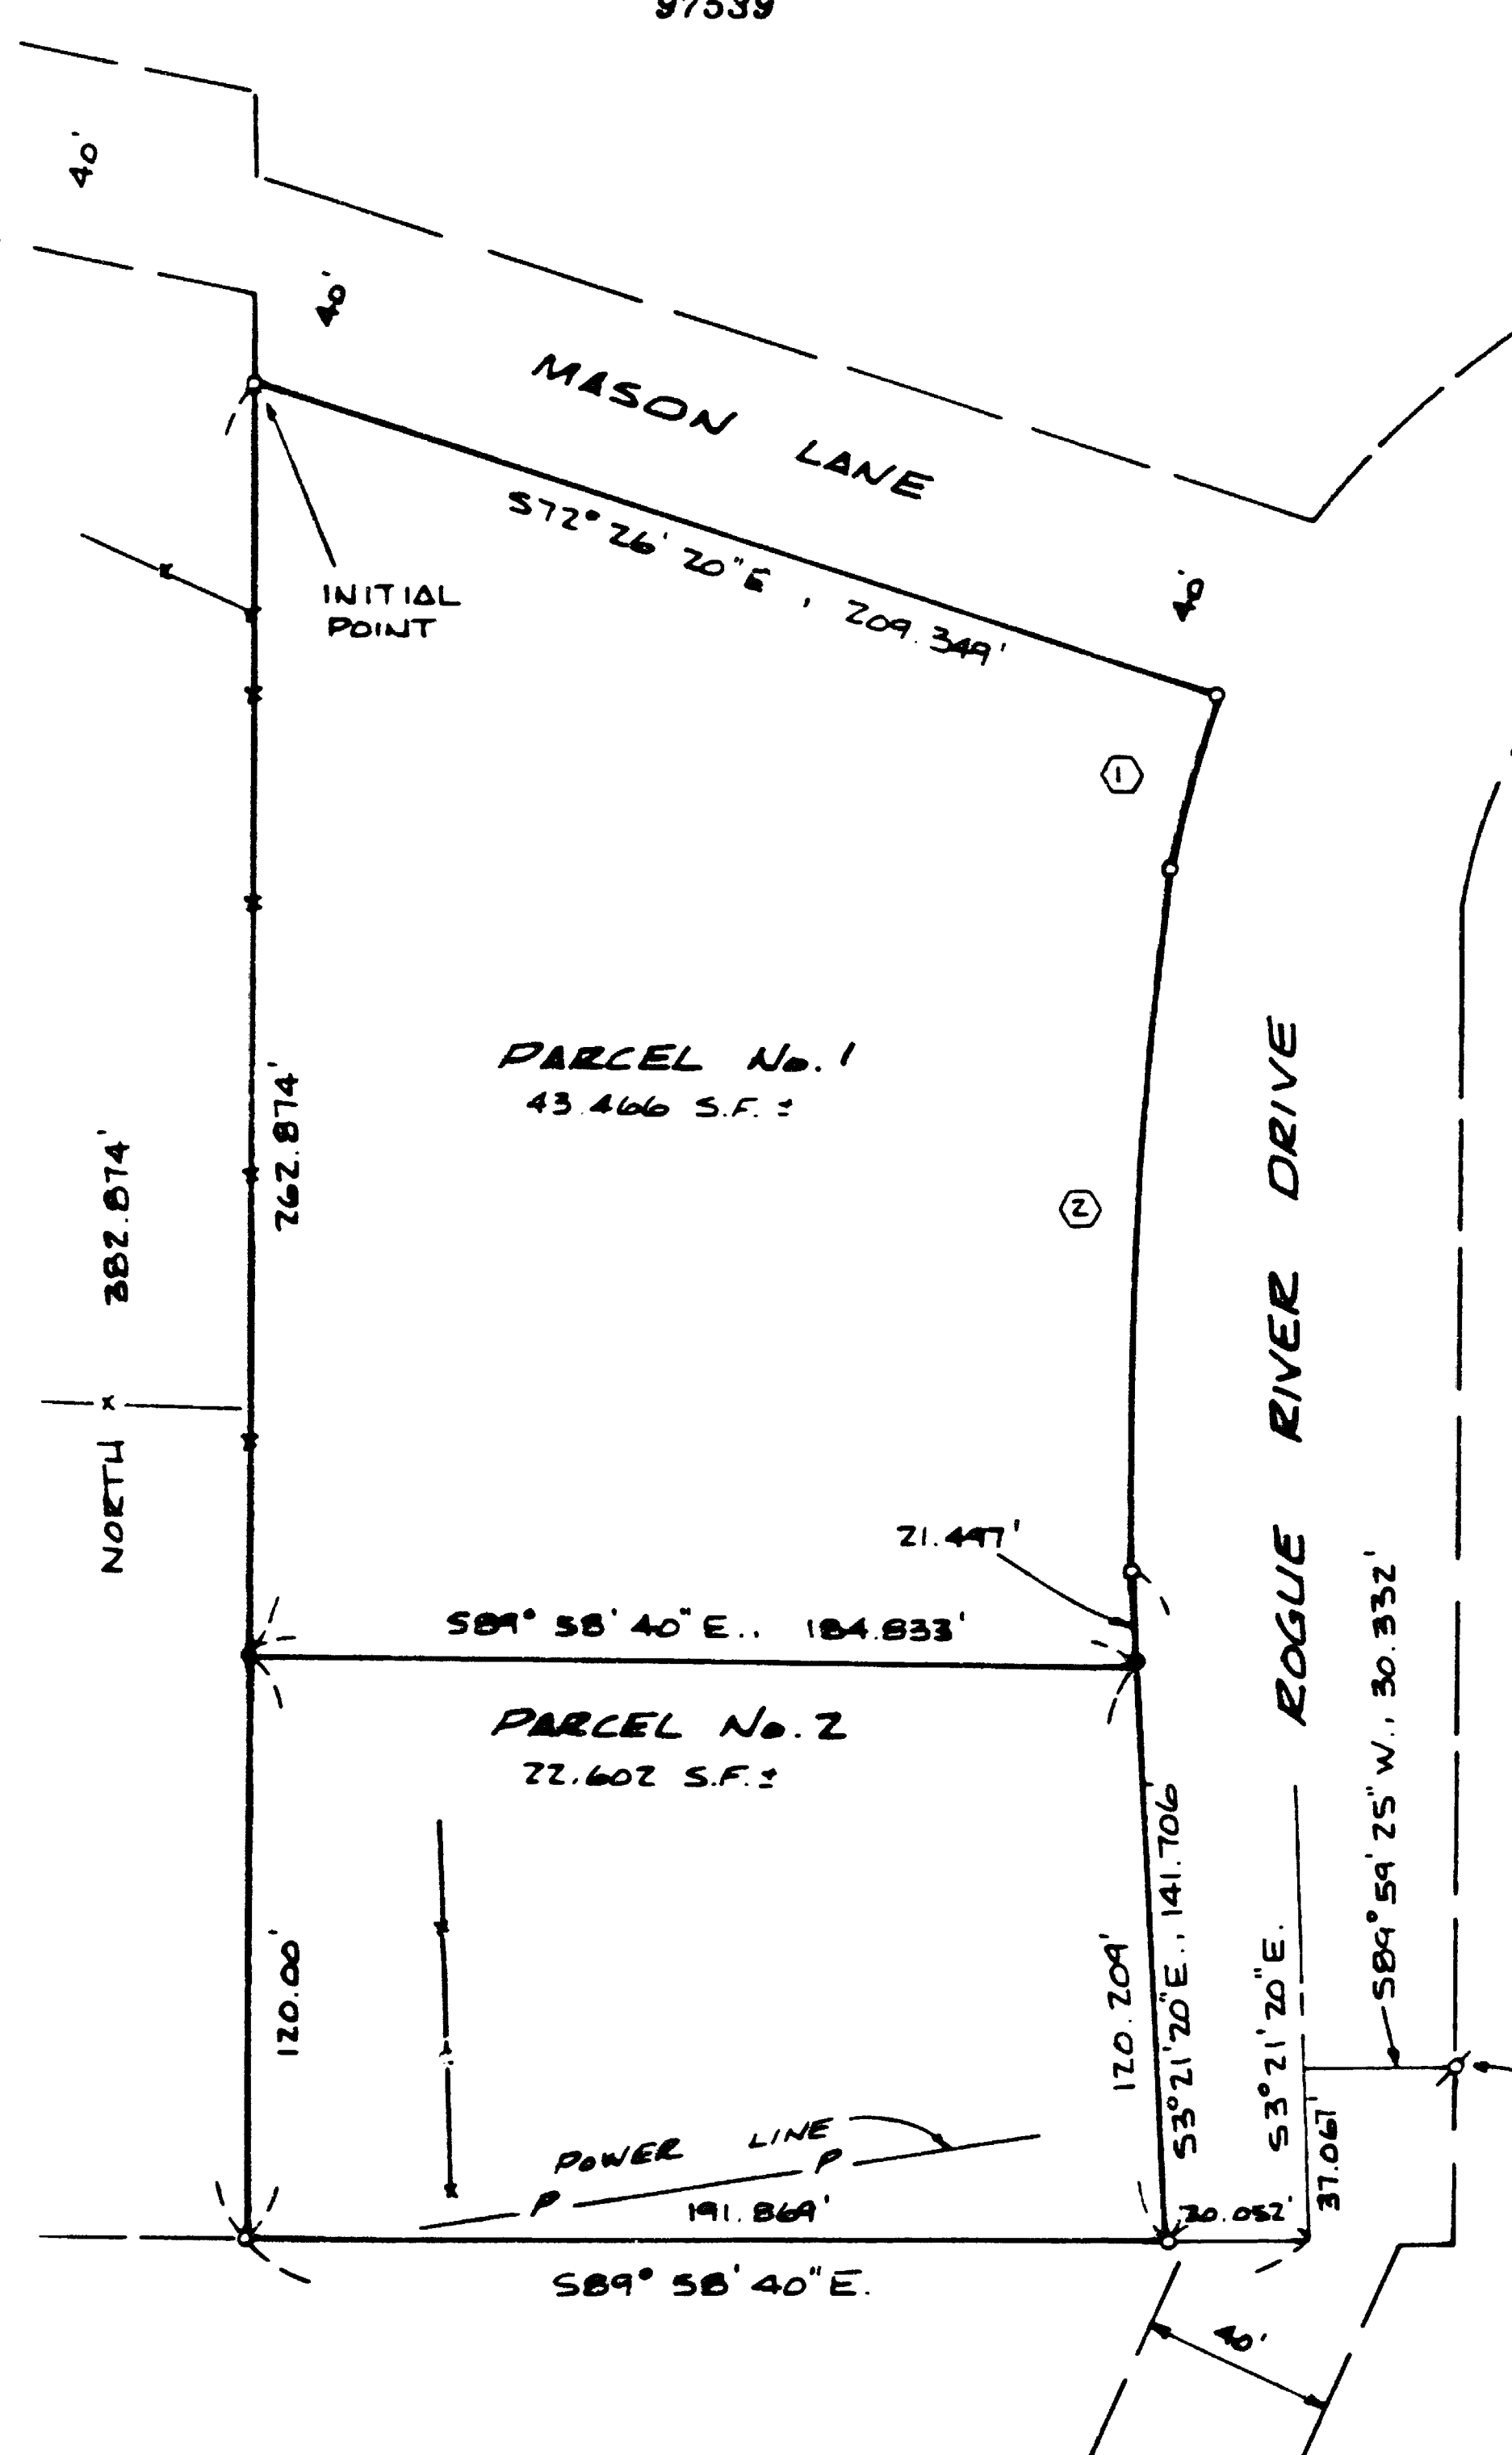 97539
40'
40'
MASON LANE
S72° 26' 20" E , 209.349'
40'
INITIAL
POINT
1
PARCEL No. 1
43.466 S.F. ±
262.874'
NORTH 382.874'
2
ROGUE RIVER DRIVE
21.497'
S89° 58' 40" E., 184.833'
PARCEL No. 2
22,602 S.F. ±
S89° 59' 25" W., 30.332'
120.00'
120.209'
S3° 21' 20" E., 141.706'
S3° 21' 20" E.
37.067'
POWER LINE
P P
191.869'
30.052'
S89° 58' 40" E.
40'